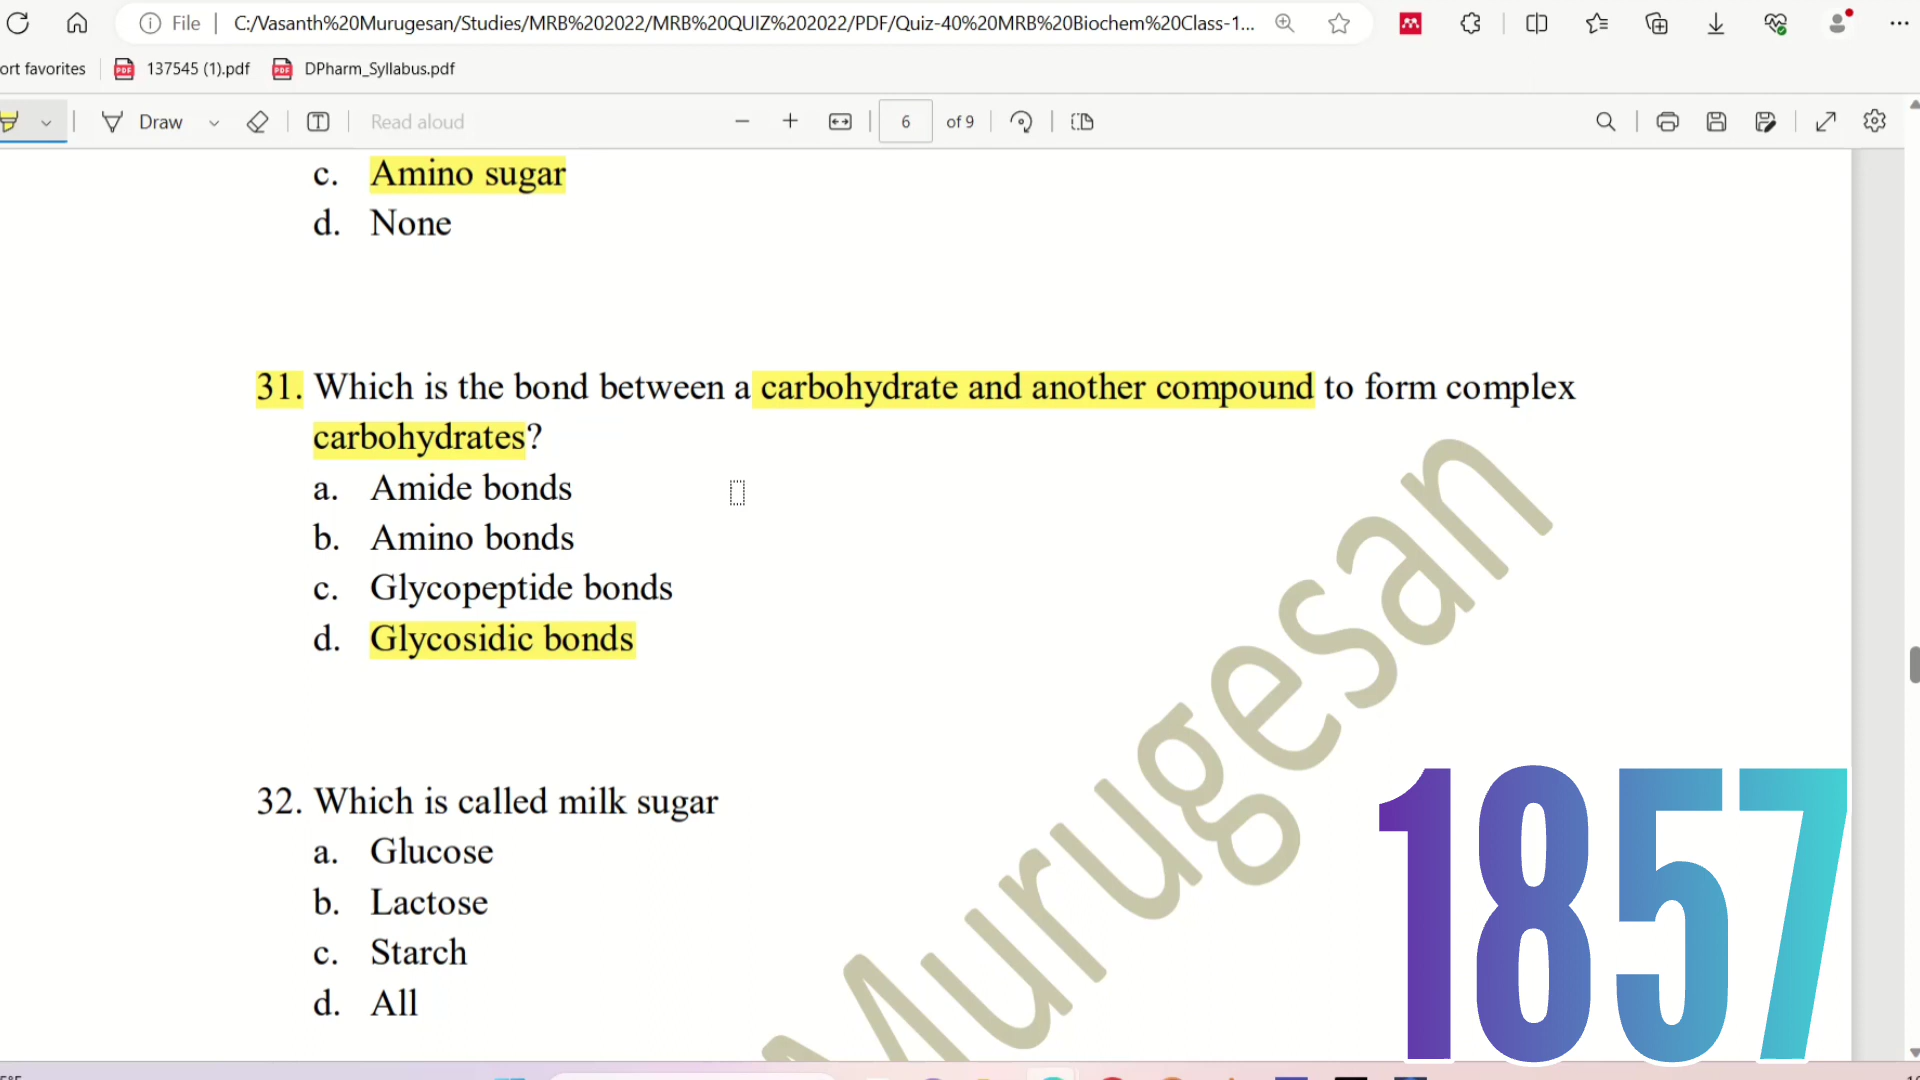 File
C:/Vasanth%20Murugesan/Studies/MRB%202022/MRB%20QUIZ%202022/PDF/Quiz-40%20MRB%20Biochem%20Class-1...
ort favorites
137545 (1).pdf
DPharm_Syllabus.pdf
Draw
Read aloud
6 of 9
c. Amino sugar
d. None
31. Which is the bond between a carbohydrate and another compound to form complex
carbohydrates?
a. Amide bonds
b. Amino bonds
c. Glycopeptide bonds
d. Glycosidic bonds
32. Which is called milk sugar
a. Glucose
b. Lactose
c. Starch
d. All
Murugesan
1857